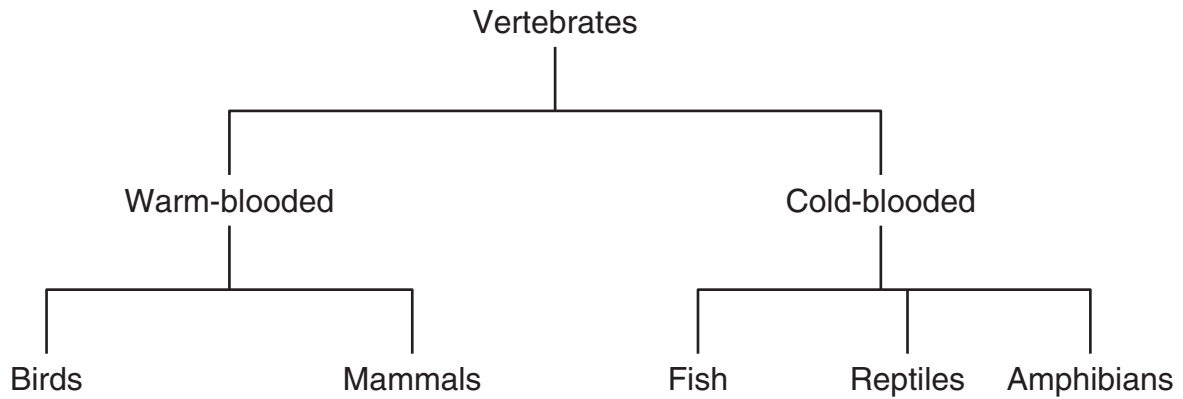 Vertebrates
Warm-blooded Cold-blooded
Birds Mammals Fish Reptiles Amphibians